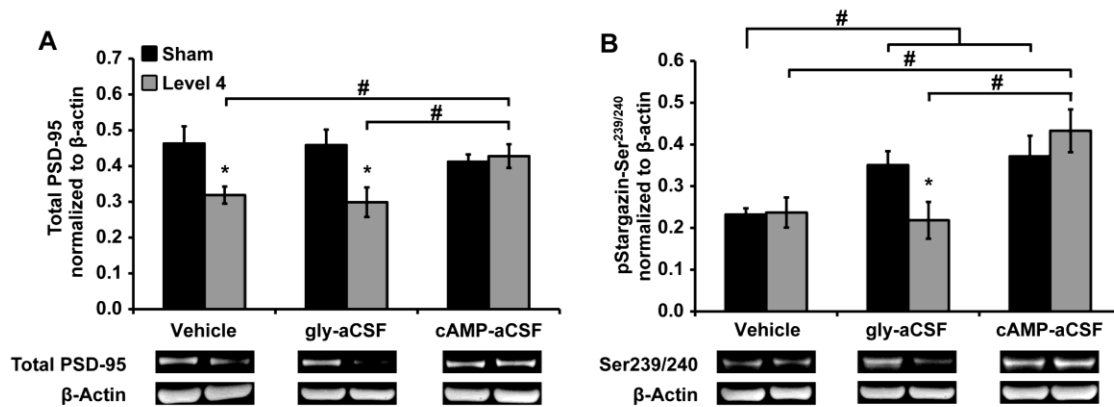 A
Sham
Level 4
#
#
*
*
0.7
0.6
0.5
0.4
0.3
0.2
0.1
0.0
Total PSD-95
normalized to β-actin
Vehicle
gly-aCSF
cAMP-aCSF
Total PSD-95
β-Actin
B
#
#
#
*
0.6
0.5
0.4
0.3
0.2
0.1
0.0
pStargazin-Ser²³⁹/²⁴⁰
normalized to β-actin
Vehicle
gly-aCSF
cAMP-aCSF
Ser239/240
β-Actin